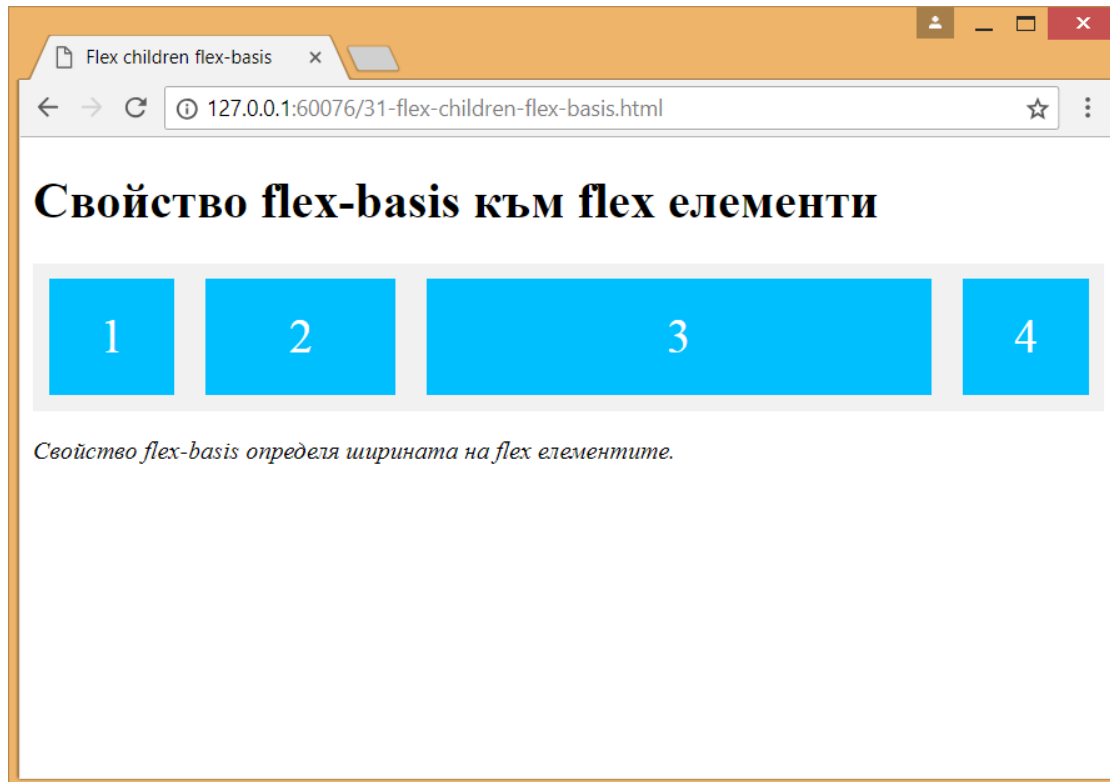 Flex children flex-basis
127.0.0.1:60076/31-flex-children-flex-basis.html
Свойство flex-basis към flex елементи
1 2 3 4
Свойство flex-basis определя ширината на flex елементите.